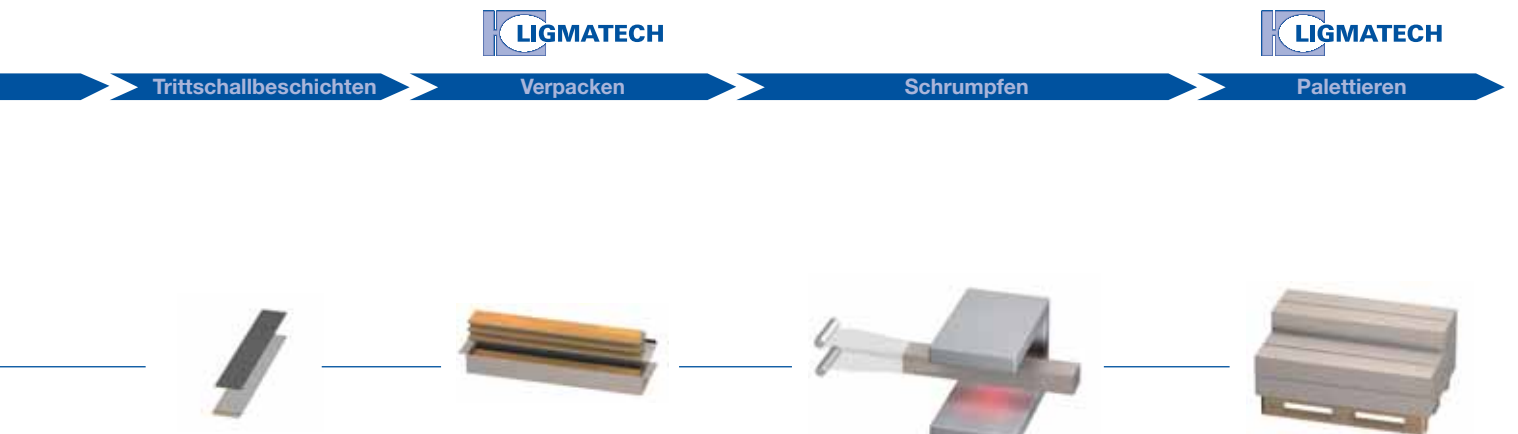 LIGMATECH
LIGMATECH
Trittschallbeschichten
Verpacken
Schrumpfen
Palettieren